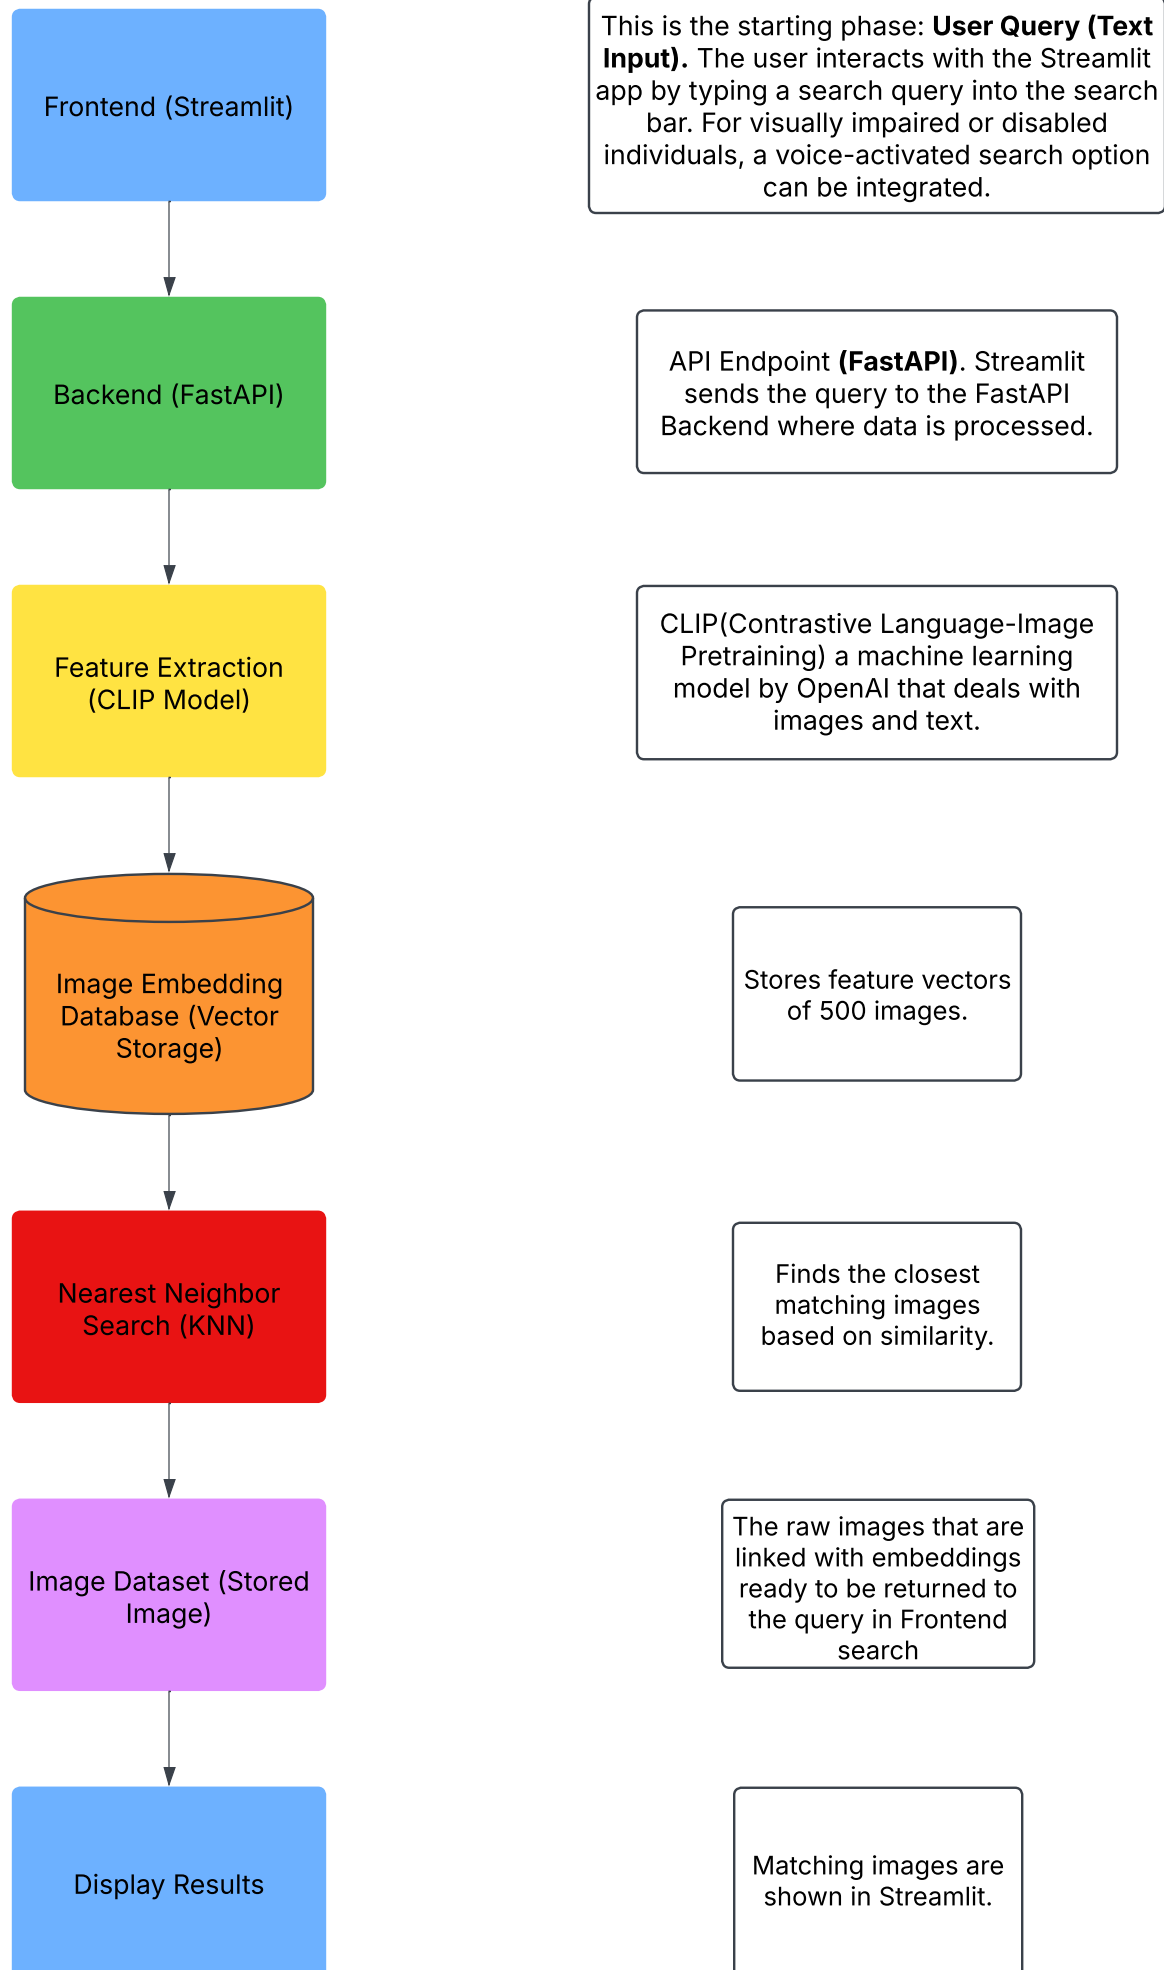 Frontend (Streamlit)
This is the starting phase: User Query (Text
Input). The user interacts with the Streamlit
app by typing a search query into the search
bar. For visually impaired or disabled
individuals, a voice-activated search option
can be integrated.
Backend (FastAPI)
API Endpoint (FastAPI). Streamlit
sends the query to the FastAPI
Backend where data is processed.
Feature Extraction
(CLIP Model)
CLIP(Contrastive Language-Image
Pretraining) a machine learning
model by OpenAI that deals with
images and text.
Image Embedding
Database (Vector
Storage)
Stores feature vectors
of 500 images.
Nearest Neighbor
Search (KNN)
Finds the closest
matching images
based on similarity.
Image Dataset (Stored
Image)
The raw images that are
linked with embeddings
ready to be returned to
the query in Frontend
search
Display Results
Matching images are
shown in Streamlit.